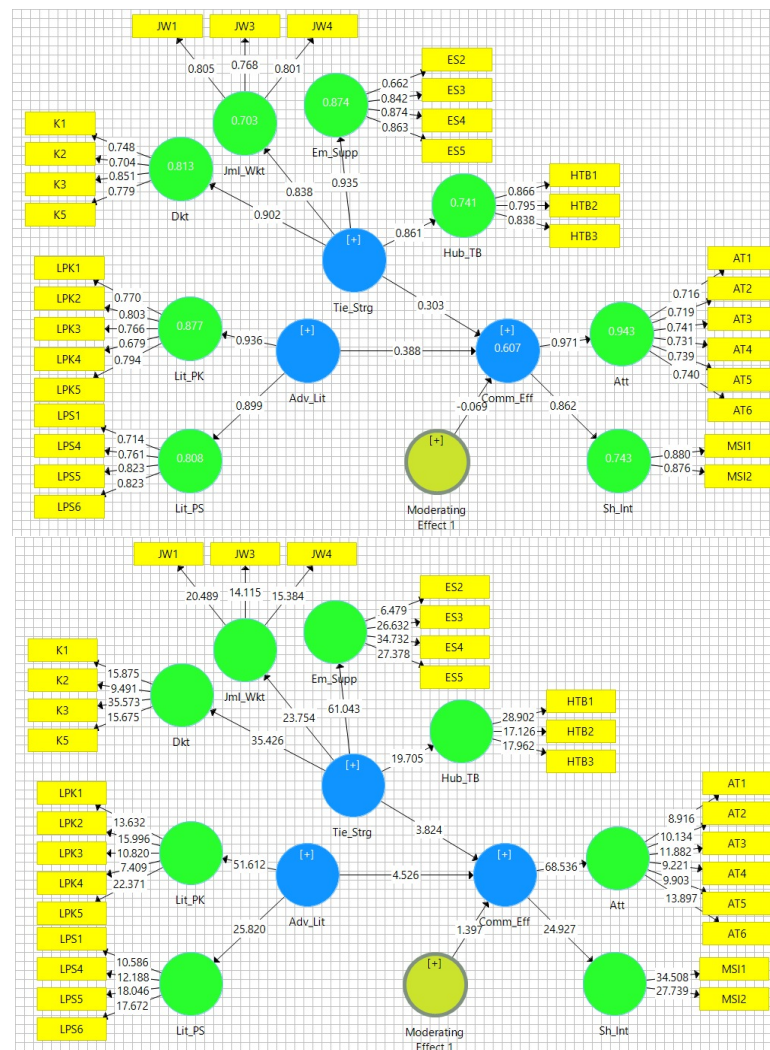 JW1 JW3 JW4
0.805 0.768 0.801
ES2
ES3
ES4
ES5
0.662
0.842
0.874
0.863
0.874
Em_Supp
0.703
Jml_Wkt
K1
K2
K3
K5
0.748
0.704
0.851
0.779
0.813
Dkt
0.935
0.838
0.902
HTB1
HTB2
HTB3
0.866
0.795
0.838
0.741
Hub_TB
0.861
[+]
Tie_Strg
0.303
LPK1
LPK2
LPK3
LPK4
LPK5
0.770
0.803
0.766
0.679
0.794
0.877
Lit_PK
0.936
[+]
Adv_Lit
0.388
[+]
0.607
Comm_Eff
0.971
0.943
Att
AT1
AT2
AT3
AT4
AT5
AT6
0.716
0.719
0.741
0.731
0.739
0.740
0.899
-0.069
0.862
LPS1
LPS4
LPS5
LPS6
0.714
0.761
0.823
0.823
0.808
Lit_PS
[+]
Moderating
Effect 1
0.743
Sh_Int
0.880
0.876
MSI1
MSI2
JW1 JW3 JW4
20.489 14.115 15.384
ES2
ES3
ES4
ES5
6.479
26.632
34.732
27.378
Em_Supp
Jml_Wkt
K1
K2
K3
K5
15.875
9.491
35.573
15.675
Dkt
61.043
23.754
35.426
HTB1
HTB2
HTB3
28.902
17.126
17.962
Hub_TB
19.705
[+]
Tie_Strg
3.824
LPK1
LPK2
LPK3
LPK4
LPK5
13.632
15.996
10.820
7.409
22.371
Lit_PK
51.612
[+]
Adv_Lit
4.526
[+]
Comm_Eff
68.536
Att
AT1
AT2
AT3
AT4
AT5
AT6
8.916
10.134
11.882
9.221
9.903
13.897
25.820
1.397
24.927
LPS1
LPS4
LPS5
LPS6
10.586
12.188
18.046
17.672
Lit_PS
[+]
Moderating
Effect 1
Sh_Int
34.508
27.739
MSI1
MSI2